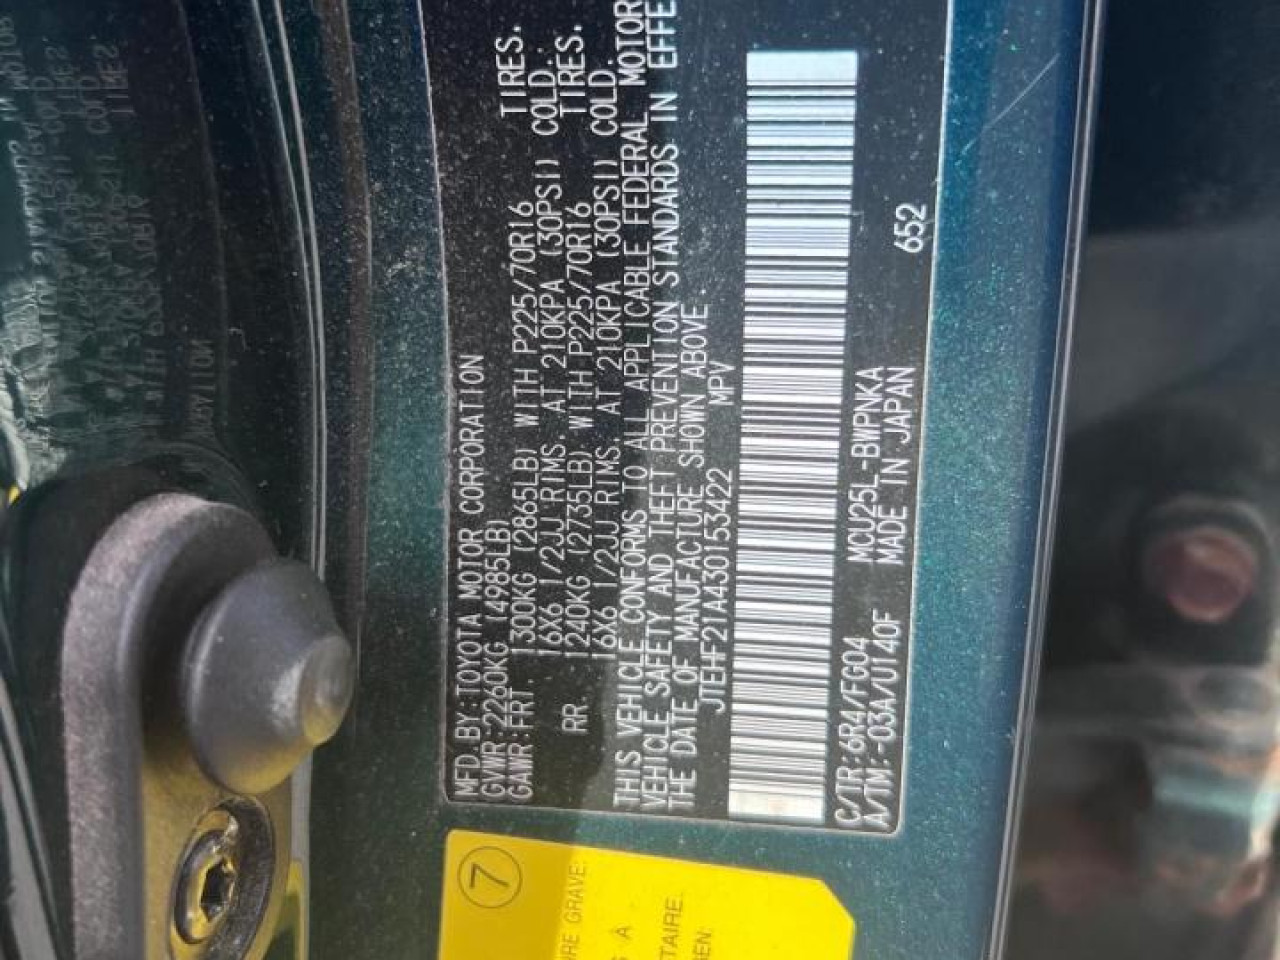 MFD.BY:TOYOTA MOTOR CORPORATION
GVWR:2260KG (4985LB)
GAWR:FRT 1300KG (2865LB) WITH P225/70R16 TIRES.
16X6 1/2JJ RIMS. AT 210KPA (30PSI) COLD.
RR. 1240KG (2735LB) WITH P225/70R16 TIRES.
16X6 1/2JJ RIMS. AT 210KPA (30PSI) COLD.
THIS VEHICLE CONFORMS TO ALL APPLICABLE FEDERAL MOTOR
VEHICLE SAFETY AND THEFT PREVENTION STANDARDS IN EFFE
THE DATE OF MANUFACTURE SHOWN ABOVE
JTEHF21A430153422 MPV
C/TR:6R4/FG04 MCU25L-BWPNKA 652
A/TM:-03A/U140F MADE IN JAPAN
7
GRAVE:
A
TAIRE.